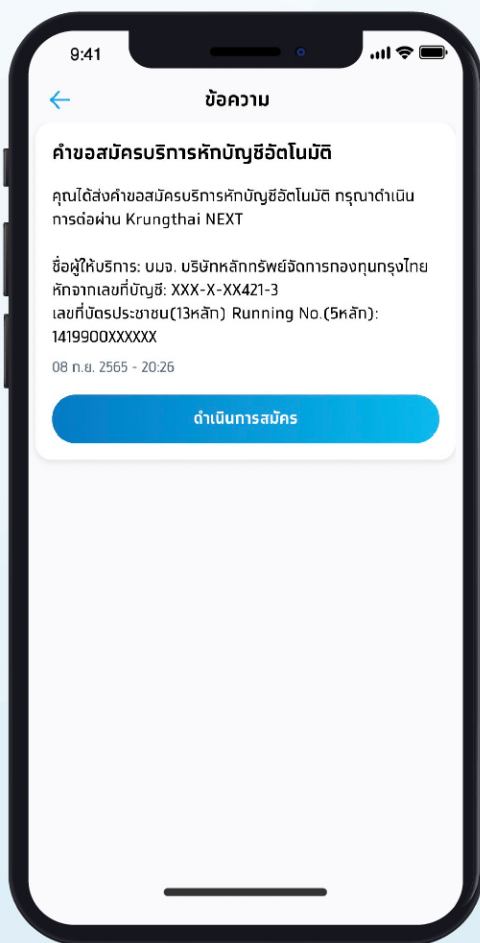 9:41
ข้อความ
คำขอสมัครบริการหักบัญชีอัตโนมัติ
คุณได้ส่งคำขอสมัครบริการหักบัญชีอัตโนมัติ กรุณาดำเนิน
การต่อผ่าน Krungthai NEXT
ชื่อผู้ให้บริการ: บมจ. บริษัทหลักทรัพย์จัดการกองทุนกรุงไทย
หักจากเลขที่บัญชี: XXX-X-XX421-3
เลขที่บัตรประชาชน(13หลัก) Running No.(5หลัก):
1419900XXXXXX
08 ก.ย. 2565 - 20:26
ดำเนินการสมัคร